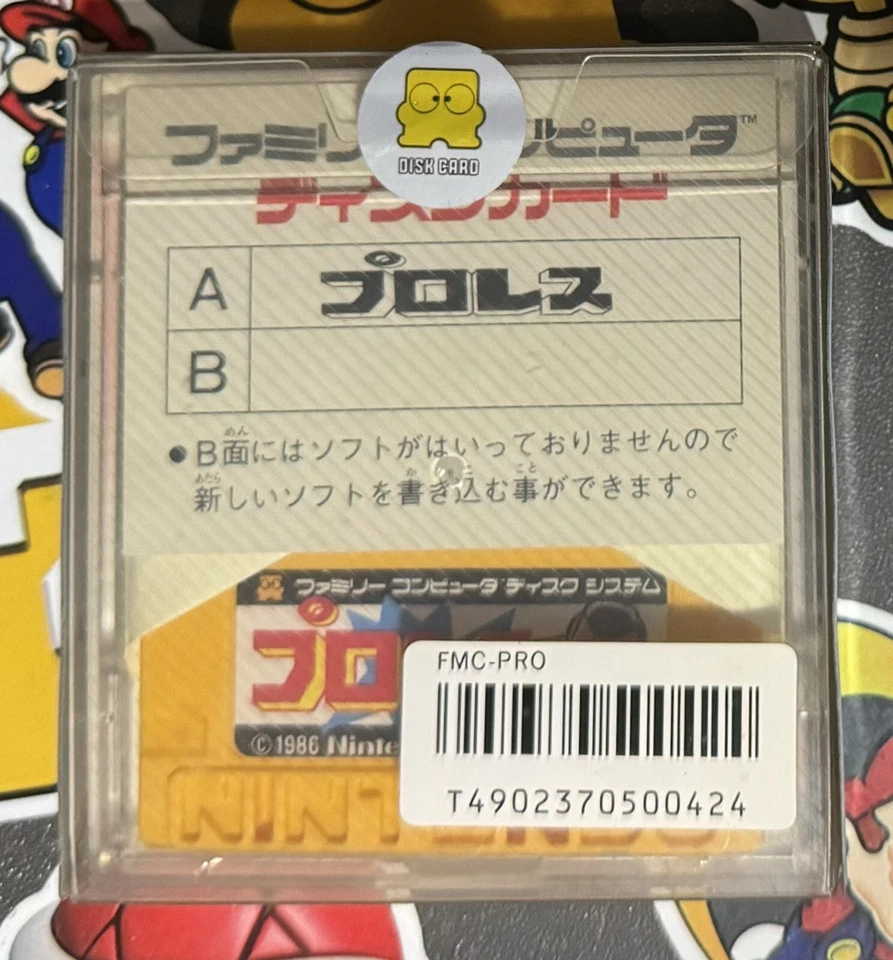 DISK CARD
ファミリ ンピュータ™
ディスクカード
A プロレス
B
●B面にはソフトがはいっておりませんので
新しいソフトを書き込む事ができます。
ファミリーコンピュータ ディスク システム
プロ
©1986 Ninte
FMC-PRO
T4902370500424
NINTENDO